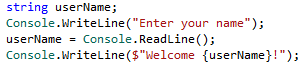 string userName;
Console.WriteLine("Enter your name");
userName = Console.ReadLine();
Console.WriteLine($"Welcome {userName}!");